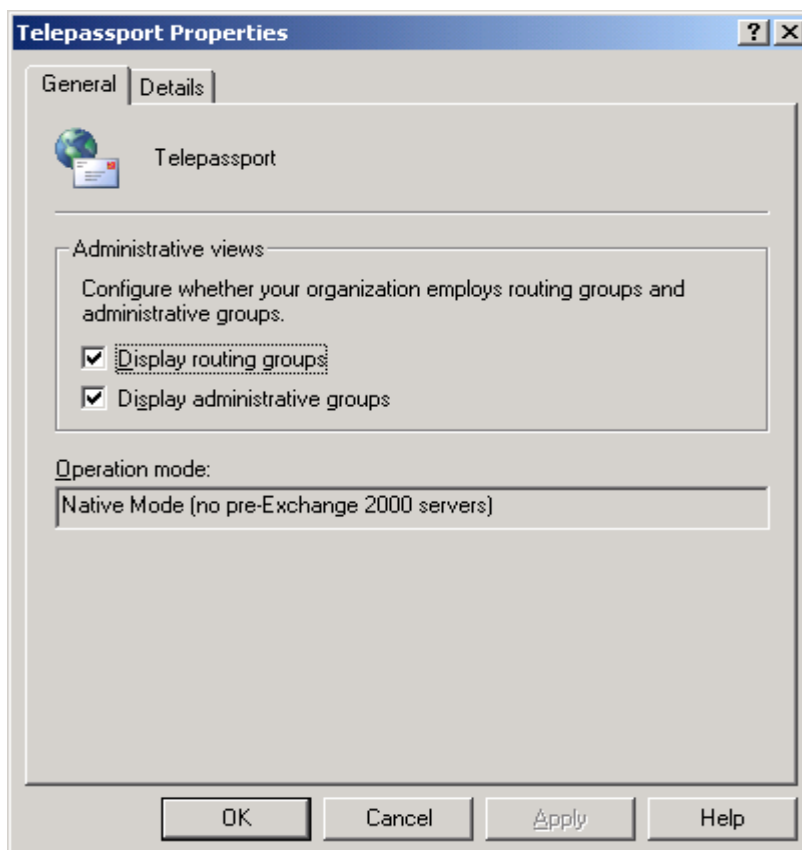 Telepassport Properties
General Details
Telepassport
Administrative views
Configure whether your organization employs routing groups and
administrative groups.
Display routing groups
Display administrative groups
Operation mode:
Native Mode (no pre-Exchange 2000 servers)
OK Cancel Apply Help